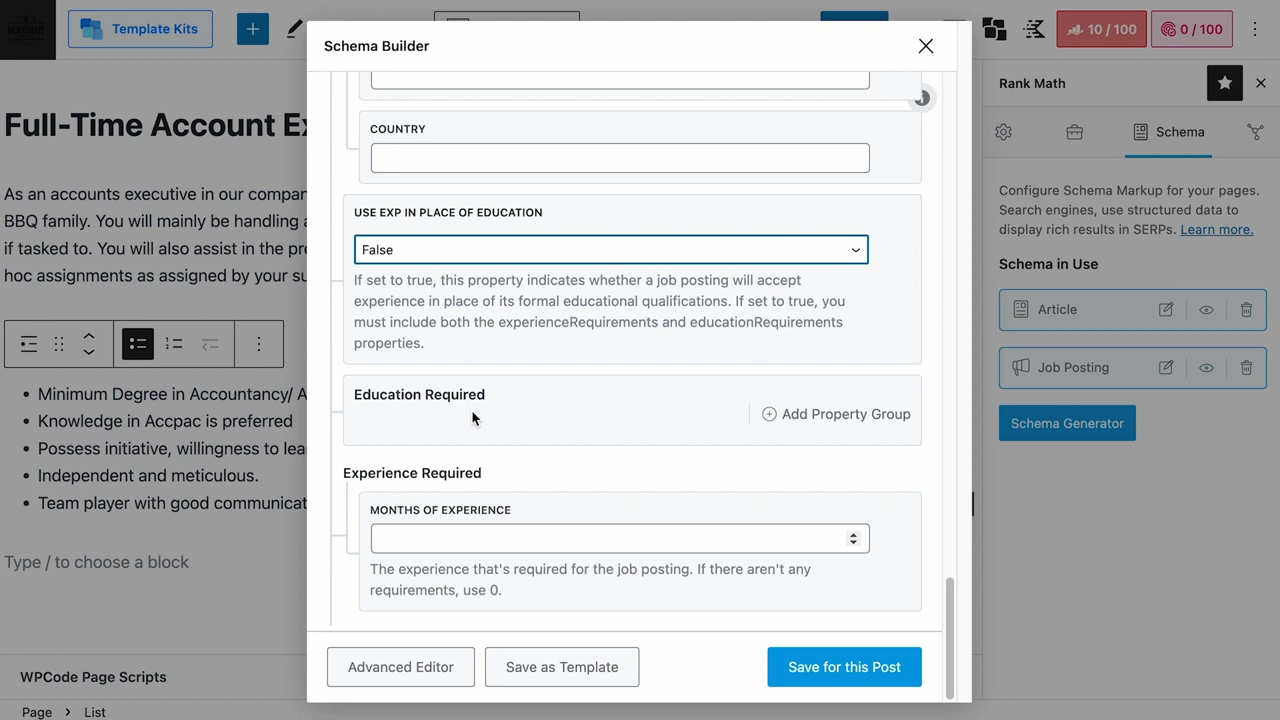 Template Kits
10 / 100
0 / 100
Schema Builder
Rank Math
Full-Time Account
COUNTRY
Schema
As an accounts executive in our
BBQ family. You will mainly be handling
if tasked to. You will also assist in the
hoc assignments as assigned by your
Configure Schema Markup for your pages.
Search engines, use structured data to
display rich results in SERPs. Learn more.
USE EXP IN PLACE OF EDUCATION
False
If set to true, this property indicates whether a job posting will accept
experience in place of its formal educational qualifications. If set to true, you
must include both the experienceRequirements and educationRequirements
properties.
Schema in Use
Article
Job Posting
Schema Generator
Minimum Degree in Accountancy/ A
Knowledge in Accpac is preferred
Possess initiative, willingness to
Independent and meticulous.
Team player with good
Education Required
Add Property Group
Experience Required
MONTHS OF EXPERIENCE
The experience that's required for the job posting. If there aren't any
requirements, use 0.
Type / to choose a block
Advanced Editor
Save as Template
Save for this Post
WPCode Page Scripts
Page > List